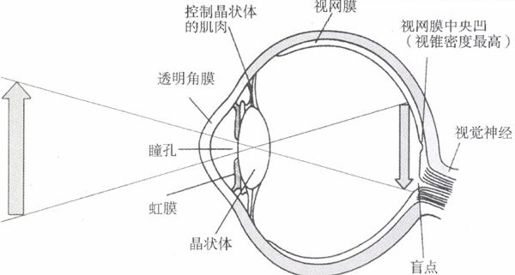 控制晶状体
的肌肉
视网膜
视网膜中央凹
（视锥密度最高）
透明角膜
瞳孔
视觉神经
虹膜
晶状体
盲点